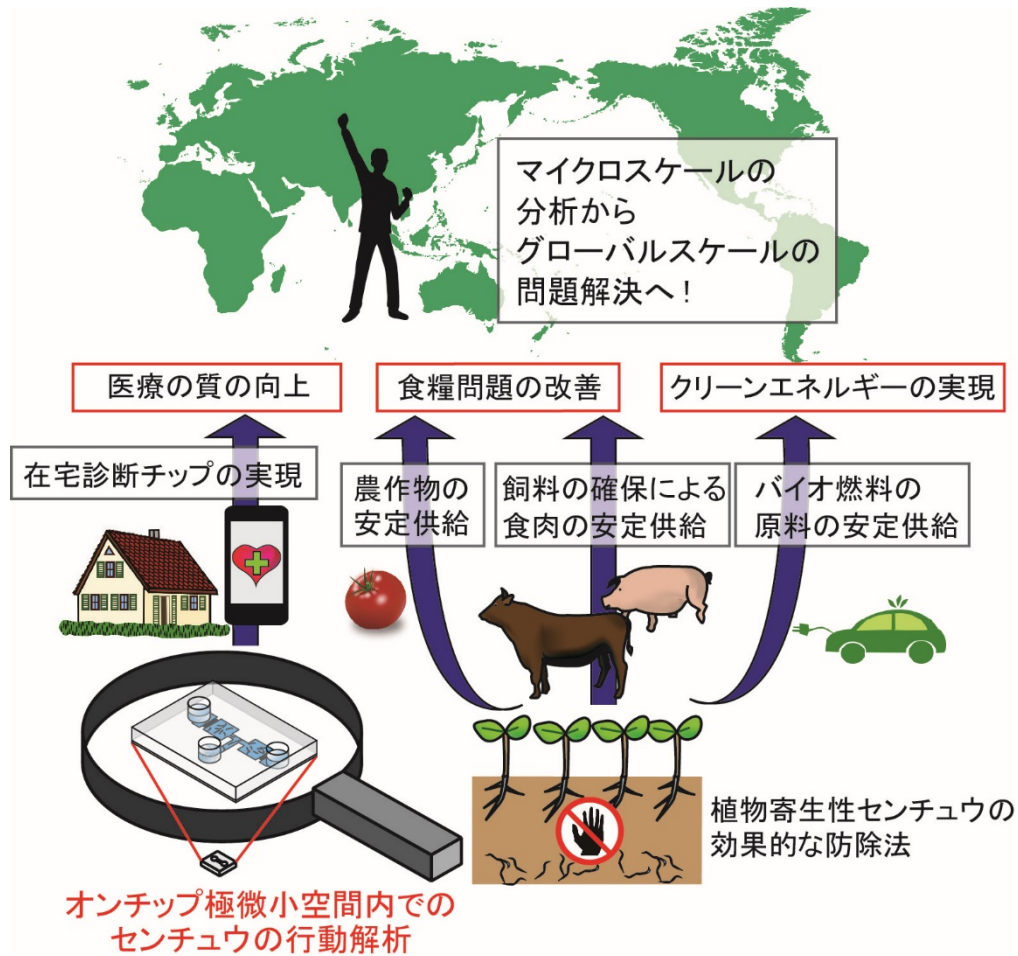 マイクロスケールの
分析から
グローバルスケールの
問題解決へ!
医療の質の向上
食糧問題の改善
クリーンエネルギーの実現
在宅診断チップの実現
農作物の
安定供給
飼料の確保による
食肉の安定供給
バイオ燃料の
原料の安定供給
植物寄生性センチュウの
効果的な防除法
オンチップ極微小空間内での
センチュウの行動解析